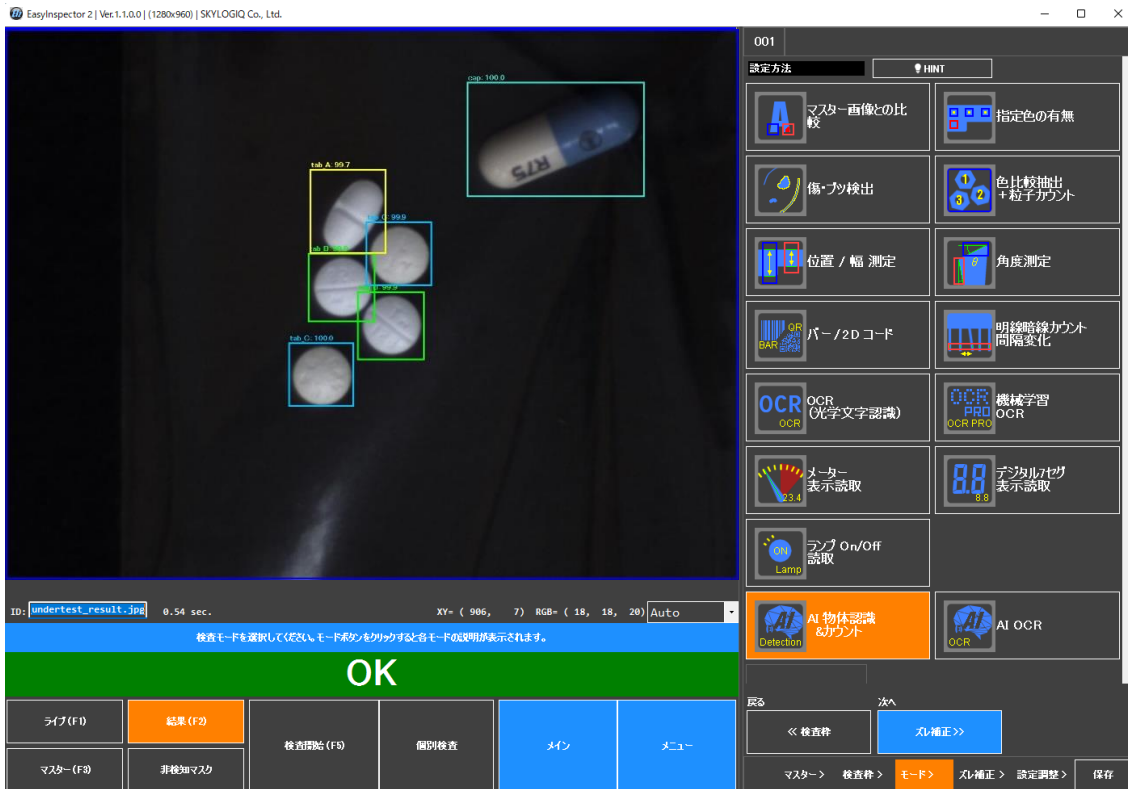 EasyInspector 2 | Ver.1.1.0.0 | (1280x960) | SKYLOGIQ Co., Ltd.
001
設定方法
HINT
cap: 100.0
R75
tab_A: 99.7
99.9
99.9
tab_C: 100.0
マスター画像との比
較
指定色の有無
傷・ブツ検出
1
2
3
色比較抽出
+粒子カウント
位置 / 幅 測定
θ
角度測定
QR
BAR
バー/2D コード
明線暗線カウント
間隔変化
OCR
OCR
OCR
(光学文字認識)
OCR
PRO
OCR PRO
機械学習
OCR
23.4
メーター
表示読取
8.8
8.8
デジタル7セグ
表示読取
ON
Lamp
ランプ On/Off
読取
AI
Detection
AI 物体認識
&カウント
AI
OCR
AI OCR
ID: undertest_result.jpg 0.54 sec. XY= ( 906, 7) RGB= ( 18, 18, 20) Auto
検査モードを選択してください。モードボタンをクリックすると各モードの説明が表示されます。
OK
ライブ(F1)
結果(F2)
検査開始(F5)
個別検査
メイン
メニュー
マスター(F3)
非検知マスク
戻る
次へ
<< 検査枠
ズレ補正>>
マスター> 検査枠> モード> ズレ補正> 設定調整> 保存